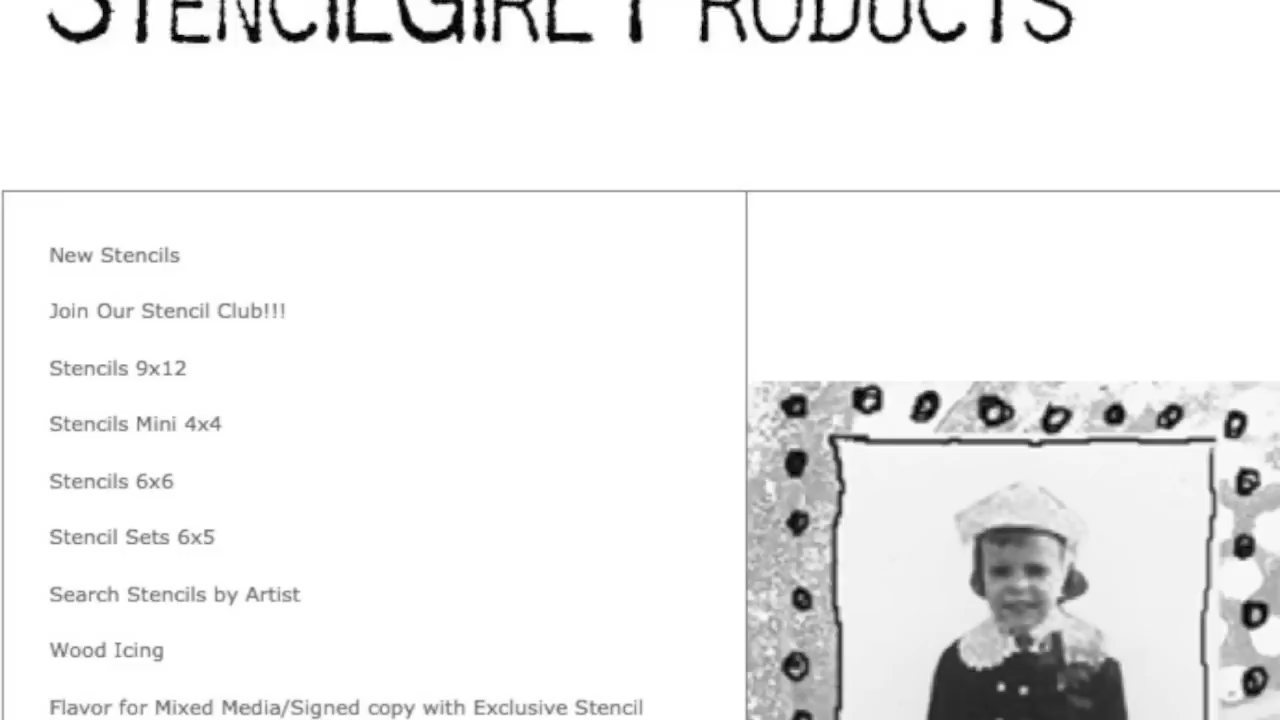 STENCILGIRL PRODUCTS
New Stencils
Join Our Stencil Club!!!
Stencils 9x12
Stencils Mini 4x4
Stencils 6x6
Stencil Sets 6x5
Search Stencils by Artist
Wood Icing
Flavor for Mixed Media/Signed copy with Exclusive Stencil